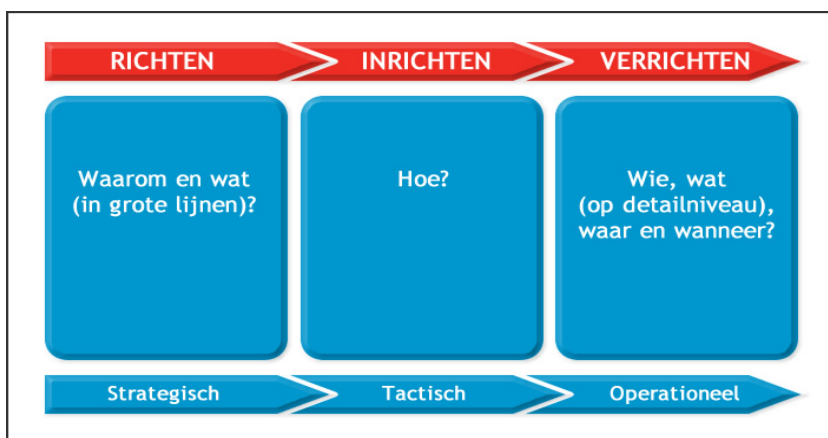 RICHTEN
INRICHTEN
VERRICHTEN
Waarom en wat
(in grote lijnen)?
Hoe?
Wie, wat
(op detailniveau),
waar en wanneer?
Strategisch
Tactisch
Operationeel